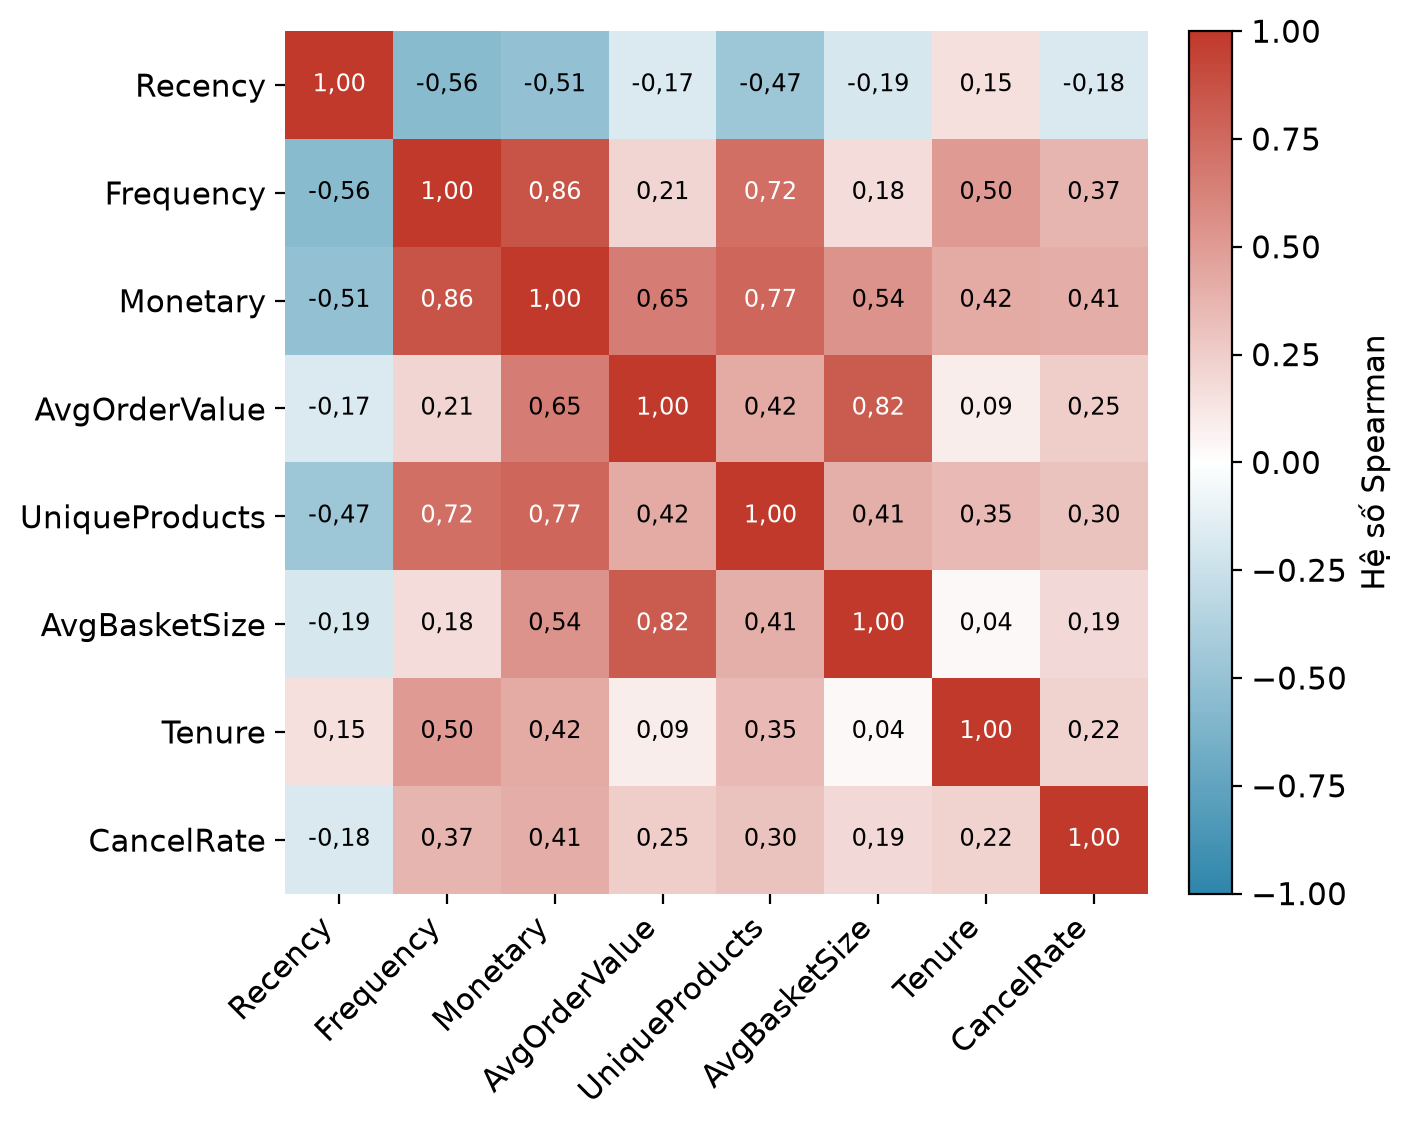 Recency 1,00 -0,56 -0,51 -0,17 -0,47 -0,19 0,15 -0,18
Frequency -0,56 1,00 0,86 0,21 0,72 0,18 0,50 0,37
Monetary -0,51 0,86 1,00 0,65 0,77 0,54 0,42 0,41
AvgOrderValue -0,17 0,21 0,65 1,00 0,42 0,82 0,09 0,25
UniqueProducts -0,47 0,72 0,77 0,42 1,00 0,41 0,35 0,30
AvgBasketSize -0,19 0,18 0,54 0,82 0,41 1,00 0,04 0,19
Tenure 0,15 0,50 0,42 0,09 0,35 0,04 1,00 0,22
CancelRate -0,18 0,37 0,41 0,25 0,30 0,19 0,22 1,00
Recency
Frequency
Monetary
AvgOrderValue
UniqueProducts
AvgBasketSize
Tenure
CancelRate
1.00
0.75
0.50
0.25
0.00
−0.25
−0.50
−0.75
−1.00
Hệ số Spearman